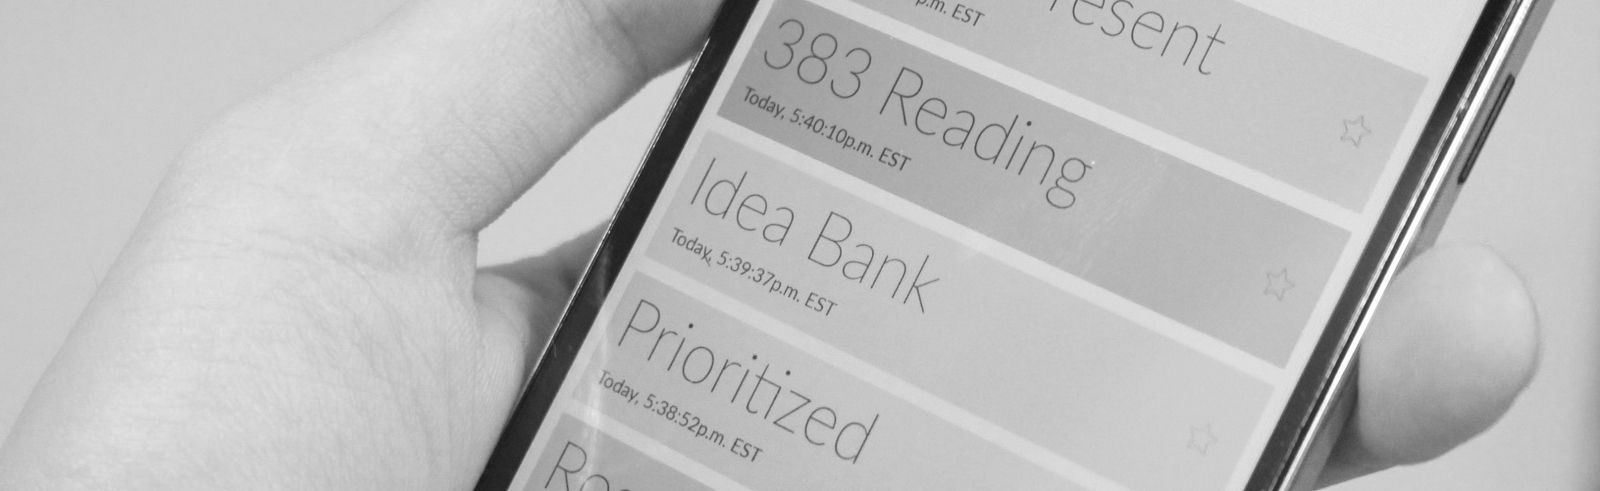 p.m. EST
383 Reading
Today, 5:40:10p.m. EST
Idea Bank
Today, 5:39:37p.m. EST
Prioritized
Today, 5:38:52p.m. EST